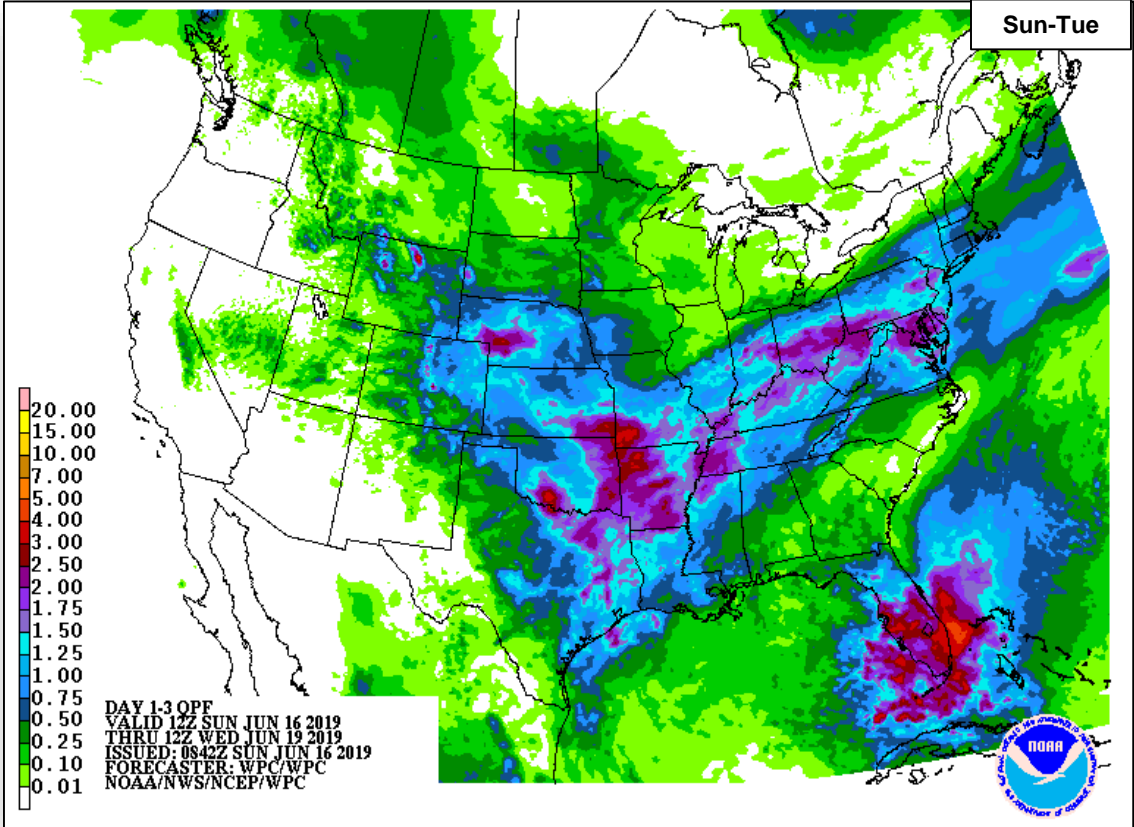 Sun-Tue
20.00
15.00
10.00
7.00
5.00
4.00
3.00
2.50
2.00
1.75
1.50
1.25
1.00
0.75
0.50
0.25
0.10
0.01
DAY 1-3 QPF
VALID 12Z SUN JUN 16 2019
THRU 12Z WED JUN 19 2019
ISSUED: 0842Z SUN JUN 16 2019
FORECASTER: WPC/WPC
NOAA/NWS/NCEP/WPC
NOAA